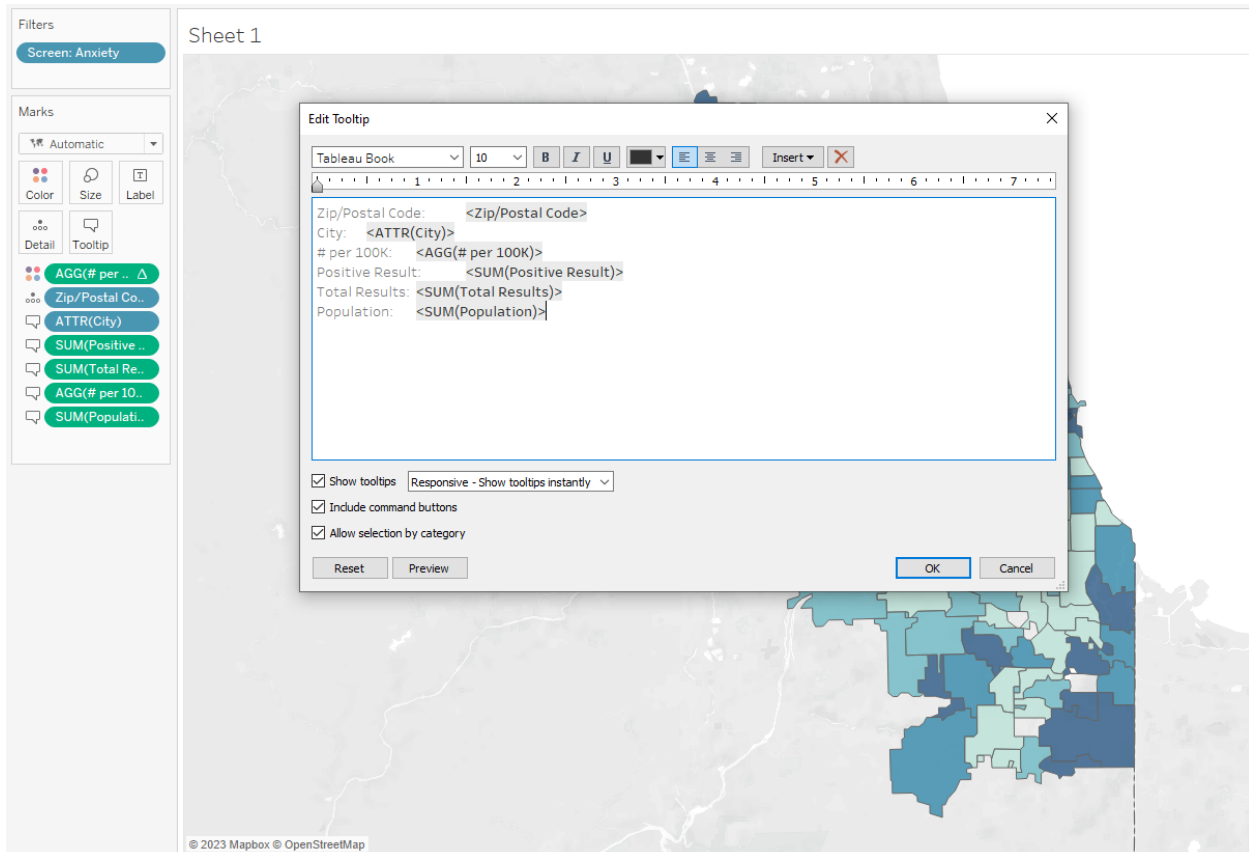 Filters
Screen: Anxiety
Marks
Automatic
Color Size Label
Detail Tooltip
AGG(# per .. Δ
Zip/Postal Co..
ATTR(City)
SUM(Positive ..
SUM(Total Re..
AGG(# per 10..
SUM(Populati..
Sheet 1
Edit Tooltip
Tableau Book 10 B I U Insert
1 2 3 4 5 6 7
Zip/Postal Code: <Zip/Postal Code>
City: <ATTR(City)>
# per 100K: <AGG(# per 100K)>
Positive Result: <SUM(Positive Result)>
Total Results: <SUM(Total Results)>
Population: <SUM(Population)>
Show tooltips Responsive - Show tooltips instantly
Include command buttons
Allow selection by category
Reset Preview OK Cancel
© 2023 Mapbox © OpenStreetMap